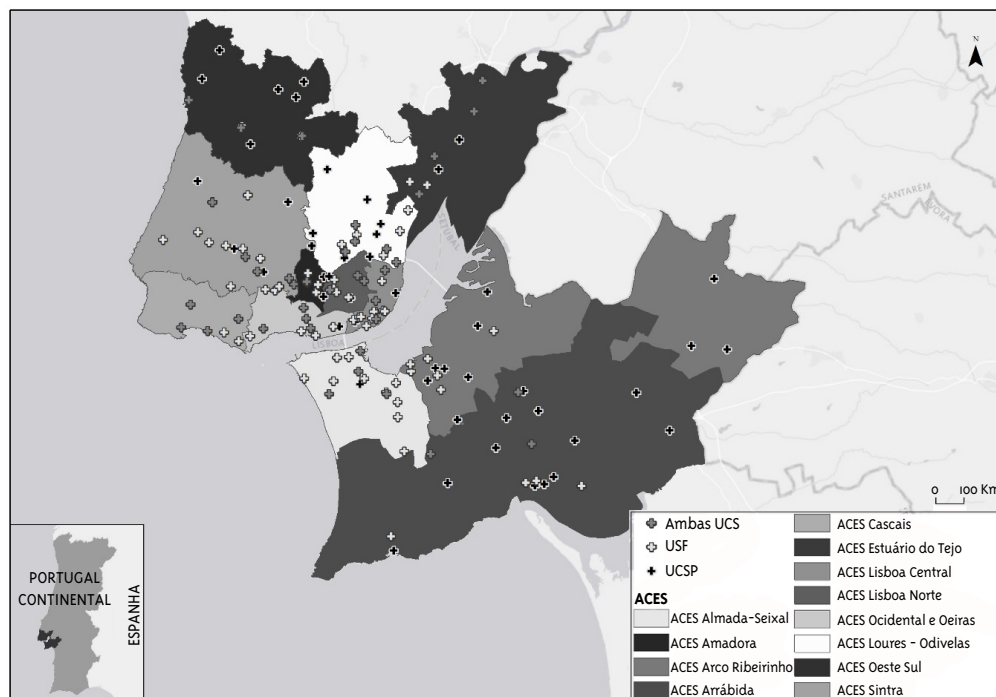 N
SANTARÉM
ÉVORA
SETÚBAL
LISBOA
0 100 Km
PORTUGAL
CONTINENTAL
ESPANHA
Ambas UCS
USF
UCSP
ACES
ACES Almada-Seixal
ACES Amadora
ACES Arco Ribeirinho
ACES Arrábida
ACES Cascais
ACES Estuário do Tejo
ACES Lisboa Central
ACES Lisboa Norte
ACES Ocidental e Oeiras
ACES Loures - Odivelas
ACES Oeste Sul
ACES Sintra